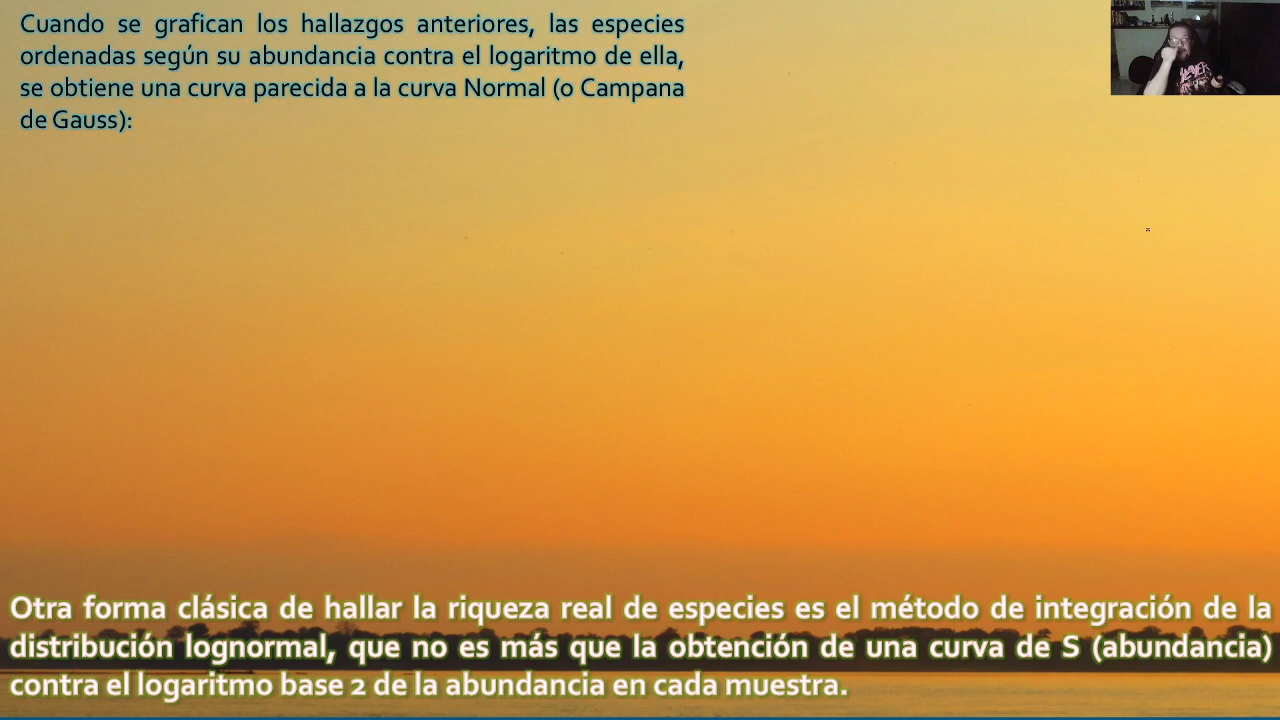 Cuando se grafican los hallazgos anteriores, las especies
ordenadas según su abundancia contra el logaritmo de ella,
se obtiene una curva parecida a la curva Normal (o Campana
de Gauss):
Otra forma clásica de hallar la riqueza real de especies es el método de integración de la
distribución lognormal, que no es más que la obtención de una curva de S (abundancia)
contra el logaritmo base 2 de la abundancia en cada muestra.